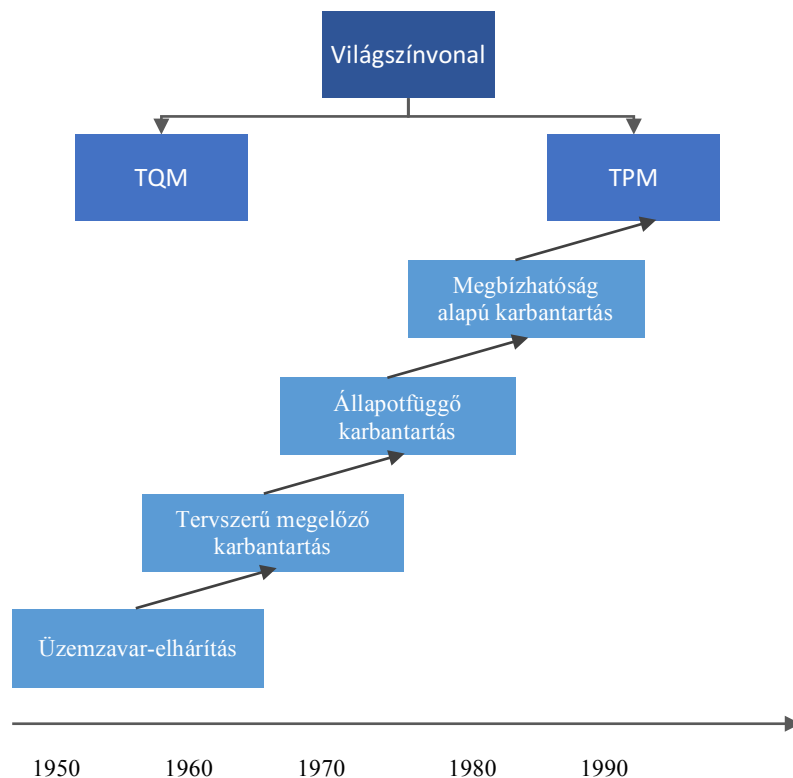 Világszínvonal
TQM
TPM
Megbízhatóság
alapú karbantartás
Állapotfüggő
karbantartás
Tervszerű megelőző
karbantartás
Üzemzavar-elhárítás
1950 1960 1970 1980 1990